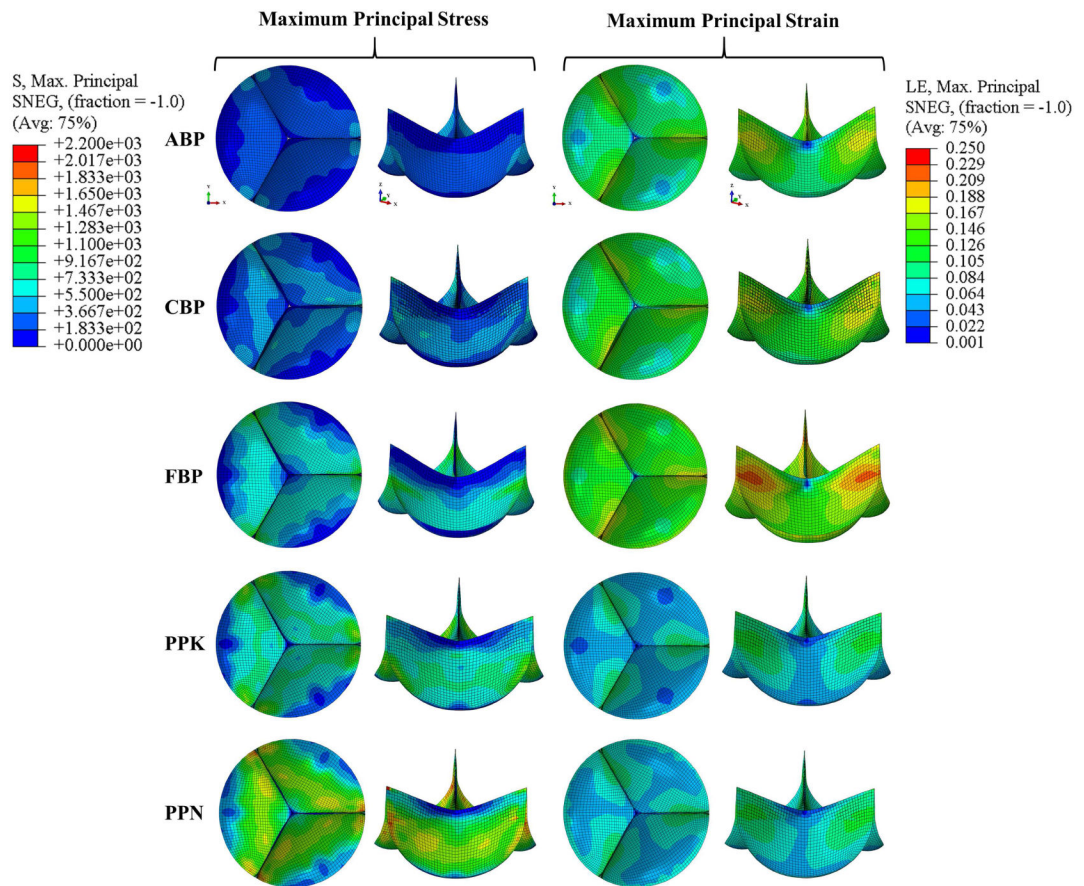 Maximum Principal Stress
Maximum Principal Strain
S, Max. Principal
SNEG, (fraction = -1.0)
(Avg: 75%)
+2.200e+03
+2.017e+03
+1.833e+03
+1.650e+03
+1.467e+03
+1.283e+03
+1.100e+03
+9.167e+02
+7.333e+02
+5.500e+02
+3.667e+02
+1.833e+02
+0.000e+00
LE, Max. Principal
SNEG, (fraction = -1.0)
(Avg: 75%)
0.250
0.229
0.209
0.188
0.167
0.146
0.126
0.105
0.084
0.064
0.043
0.022
0.001
ABP
Y
X
Z
Y
X
Y
X
Z
Y
X
CBP
FBP
PPK
PPN